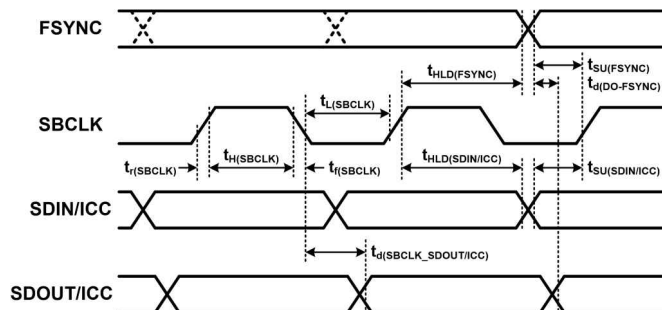 FSYNC
tHLD(FSYNC)
tSU(FSYNC)
td(DO-FSYNC)
tL(SBCLK)
SBCLK
tr(SBCLK)
tH(SBCLK)
tf(SBCLK)
tHLD(SDIN/ICC)
tSU(SDIN/ICC)
SDIN/ICC
td(SBCLK_SDOUT/ICC)
SDOUT/ICC